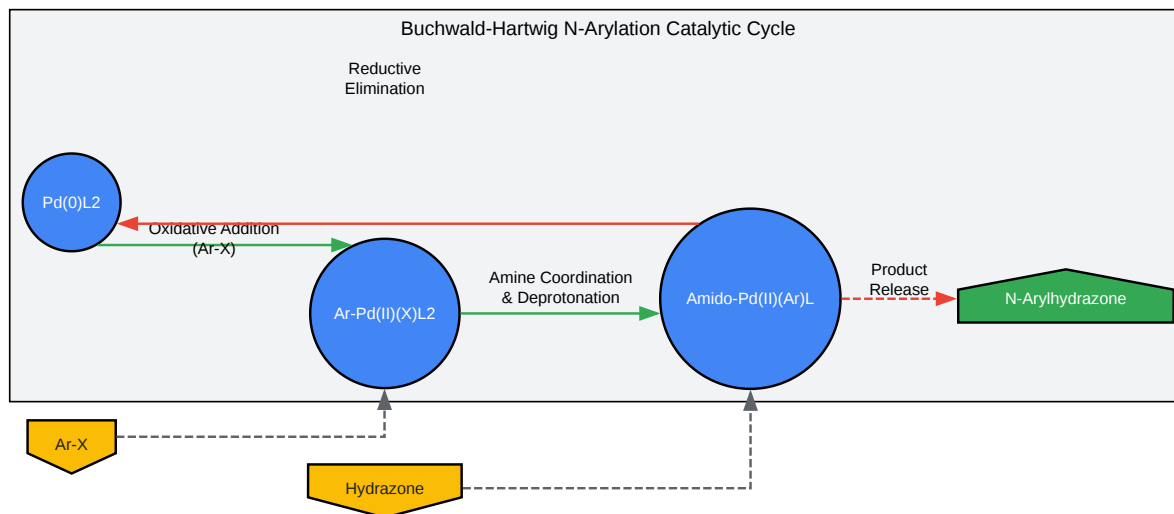 Buchwald-Hartwig N-Arylation Catalytic Cycle
Reductive
Elimination
Pd(0)L2
Oxidative Addition
(Ar-X)
Ar-Pd(II)(X)L2
Amine Coordination
& Deprotonation
Amido-Pd(II)(Ar)L
Product
Release
N-Arylhydrazone
Ar-X
Hydrazone